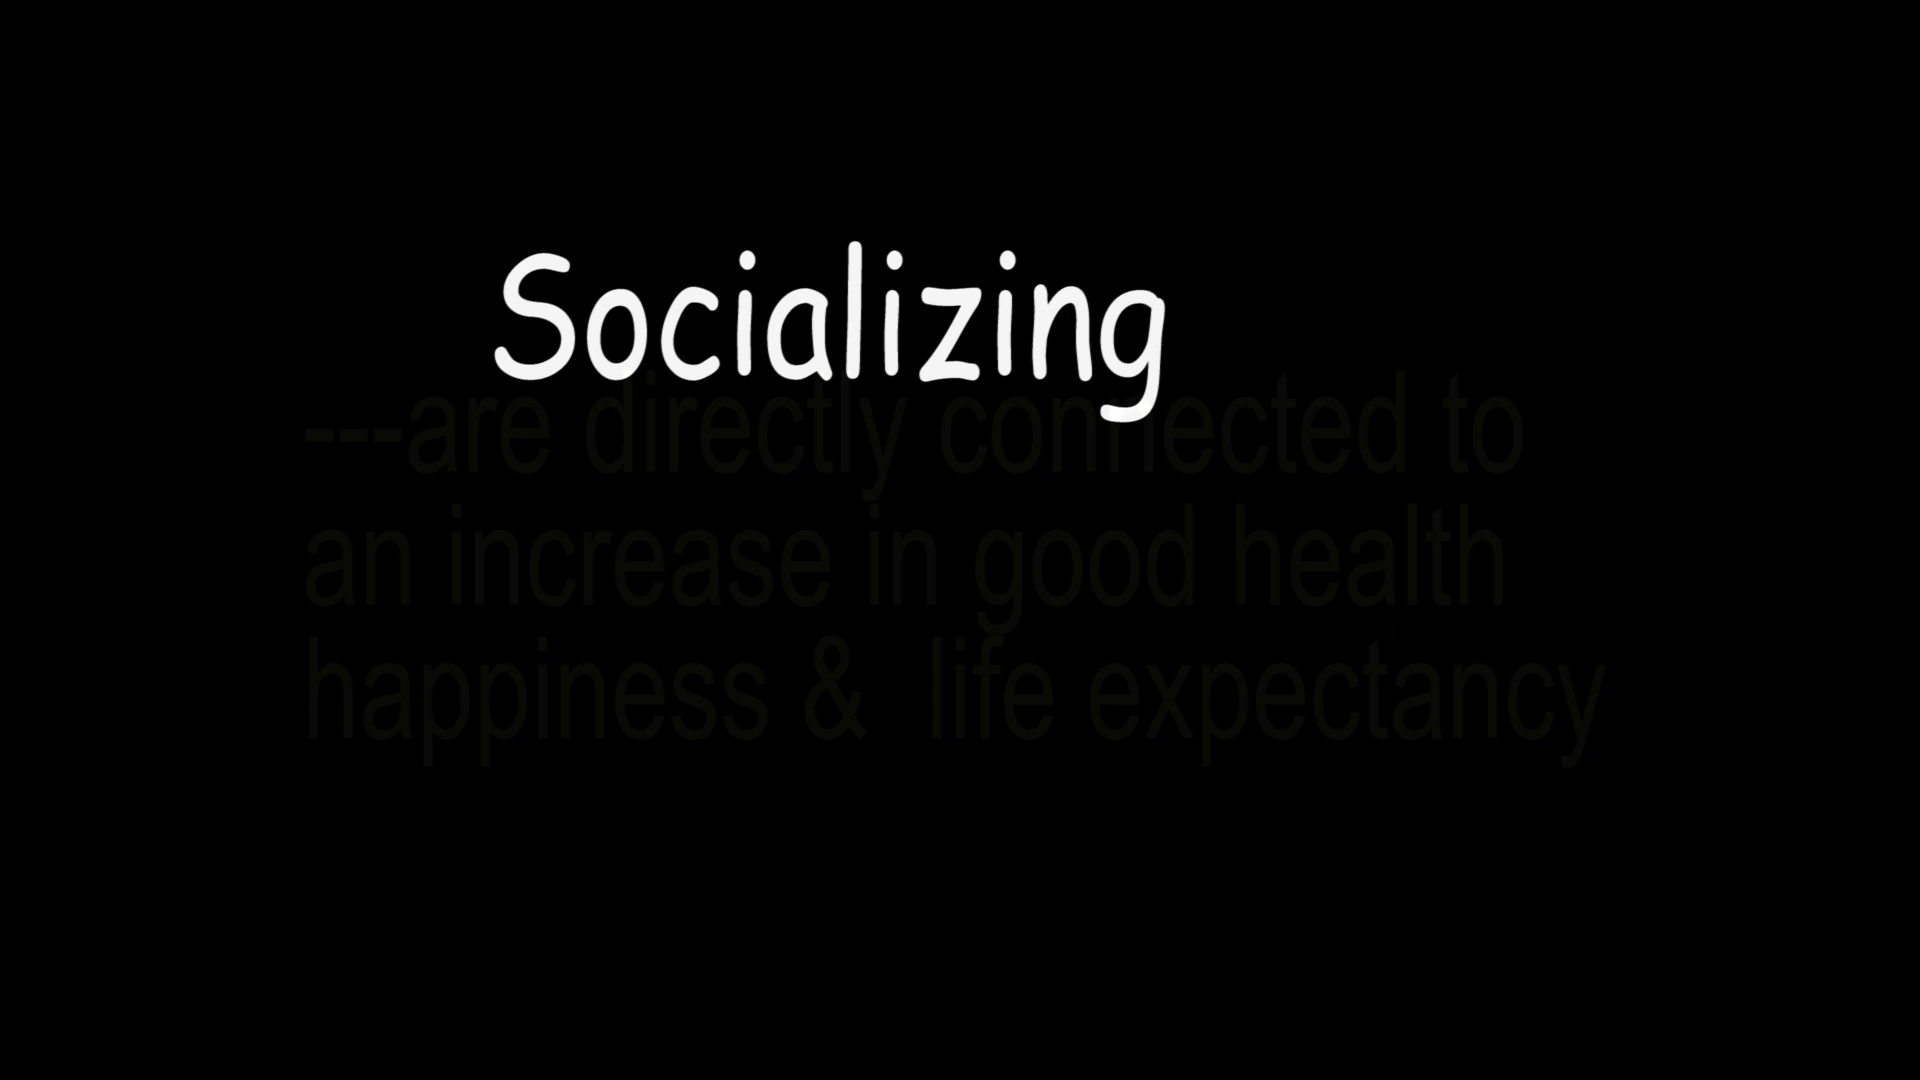 Socializing
---are directly connected to
an increase in good health
happiness & life expectancy